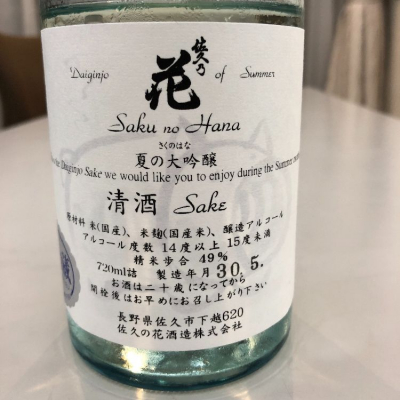 佐久乃
花
Daiginjo of Summer
Saku no Hana
さくのはな
夏の大吟醸
the Daiginjo Sake we would like you to enjoy during the Summer
清酒 Sake
原材料 米(国産)、米麹(国産米)、醸造アルコール
アルコール度数 14度以上 15度未満
精米歩合 49%
720ml詰 製造年月 30.5.
お酒は二十歳になってから
開栓後はお早めにお召し上がり下さい
長野県佐久市下越620
佐久の花酒造株式会社